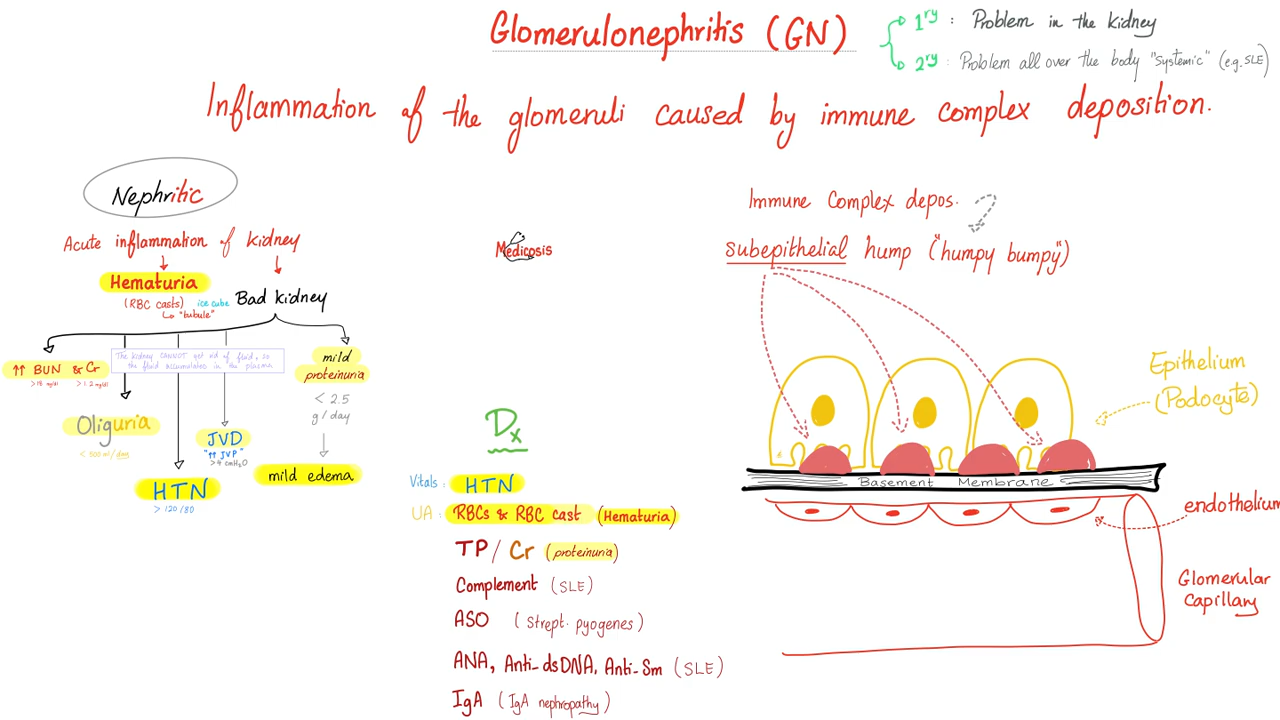 Glomerulonephritis (GN)
1ry : Problem in the kidney
2ry : Problem all over the body "systemic" (e.g. SLE)
Inflammation of the glomeruli caused by immune complex deposition.
Nephritic
Acute inflammation of kidney
Hematuria
(RBC casts) ice cube
"tubule"
Bad kidney
↑↑ BUN & Cr
>18 mg/dl >1.2 mg/dl
The kidney CANNOT get rid of fluid, so
the fluid accumulates in the plasma
Oliguria
< 500 ml/day
HTN
> 120/80
JVD
"↑↑ JVP"
>4 cmH2O
mild
proteinuria
< 2.5
g/day
mild edema
Medicosis
Dx
Vitals: HTN
UA: RBCs & RBC cast (Hematuria)
TP/Cr (proteinuria)
Complement (SLE)
ASO (Strept. pyogenes)
ANA, Anti-dsDNA, Anti-Sm (SLE)
IgA (IgA nephropathy)
Immune Complex depos.
subepithelial hump ("humpy bumpy")
Epithelium
(Podocyte)
Basement Membrane
endothelium
Glomerular
Capillary